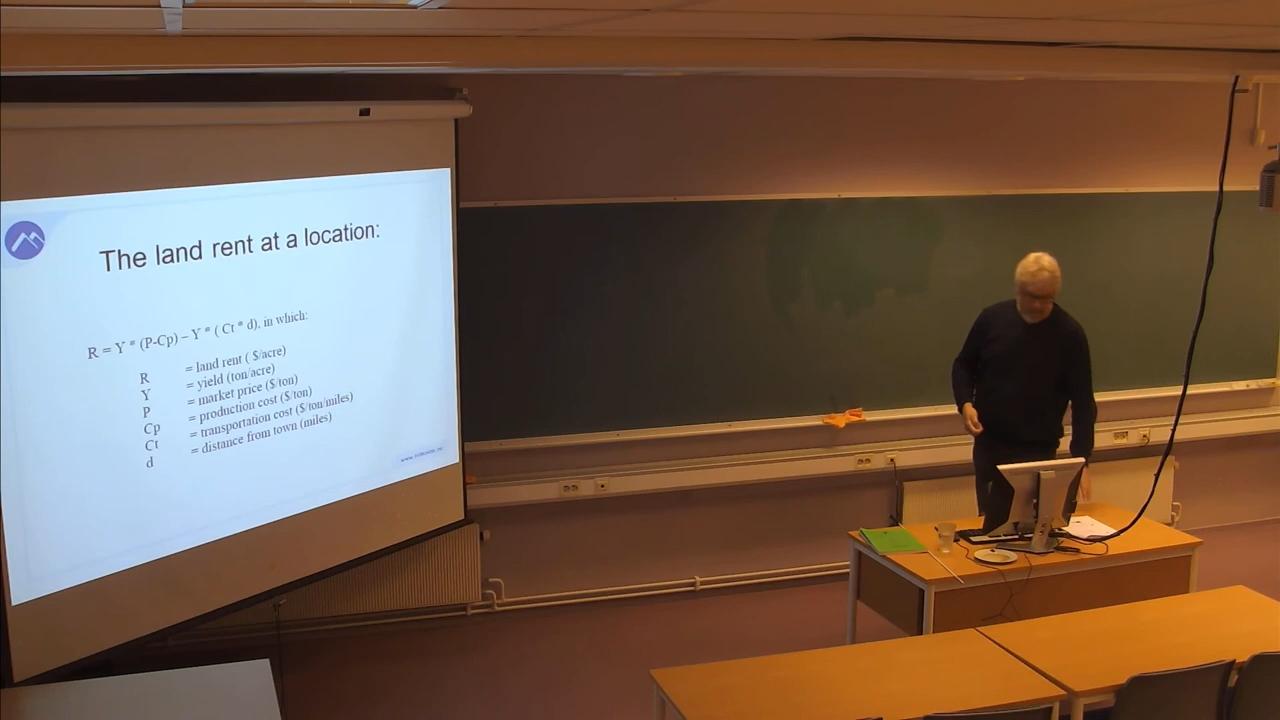 The land rent at a location:
R = Y * (P-Cp) – Y * ( Ct * d), in which:
R = land rent ( $/acre)
Y = yield (ton/acre)
P = market price ($/ton)
Cp = production cost ($/ton)
Ct = transportation cost ($/ton/miles)
d = distance from town (miles)